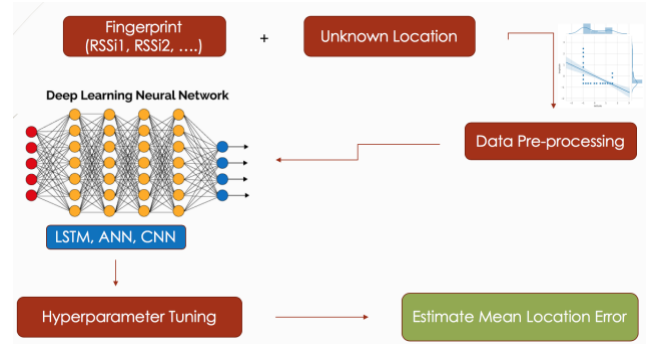 Fingerprint
(RSSi1, RSSi2, ....)
+
Unknown Location
Deep Learning Neural Network
Data Pre-processing
LSTM, ANN, CNN
Hyperparameter Tuning
Estimate Mean Location Error